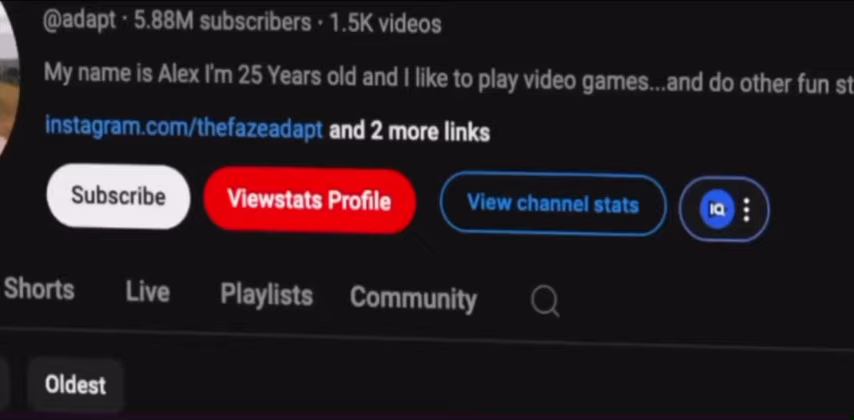 @adapt · 5.88M subscribers · 1.5K videos
My name is Alex I'm 25 Years old and I like to play video games...and do other fun st
instagram.com/thefazeadapt and 2 more links
Subscribe Viewstats Profile View channel stats IQ
Shorts Live Playlists Community
Oldest